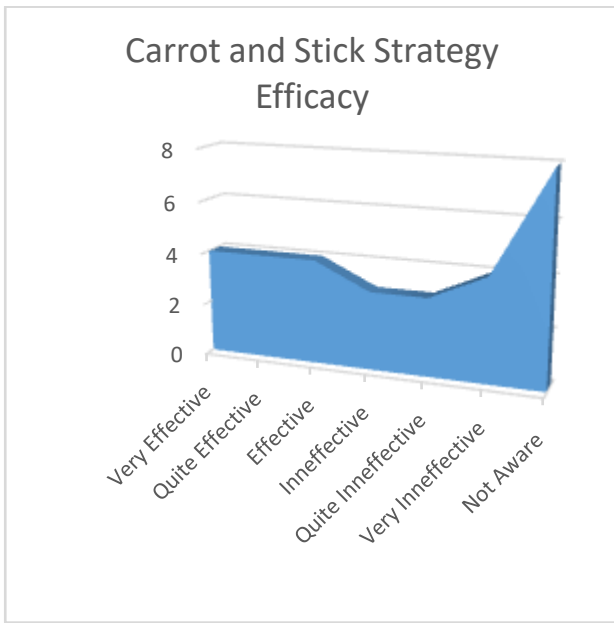 Carrot and Stick Strategy
Efficacy
8
6
4
2
0
Very Effective
Quite Effective
Effective
Inneffective
Quite Inneffective
Very Inneffective
Not Aware